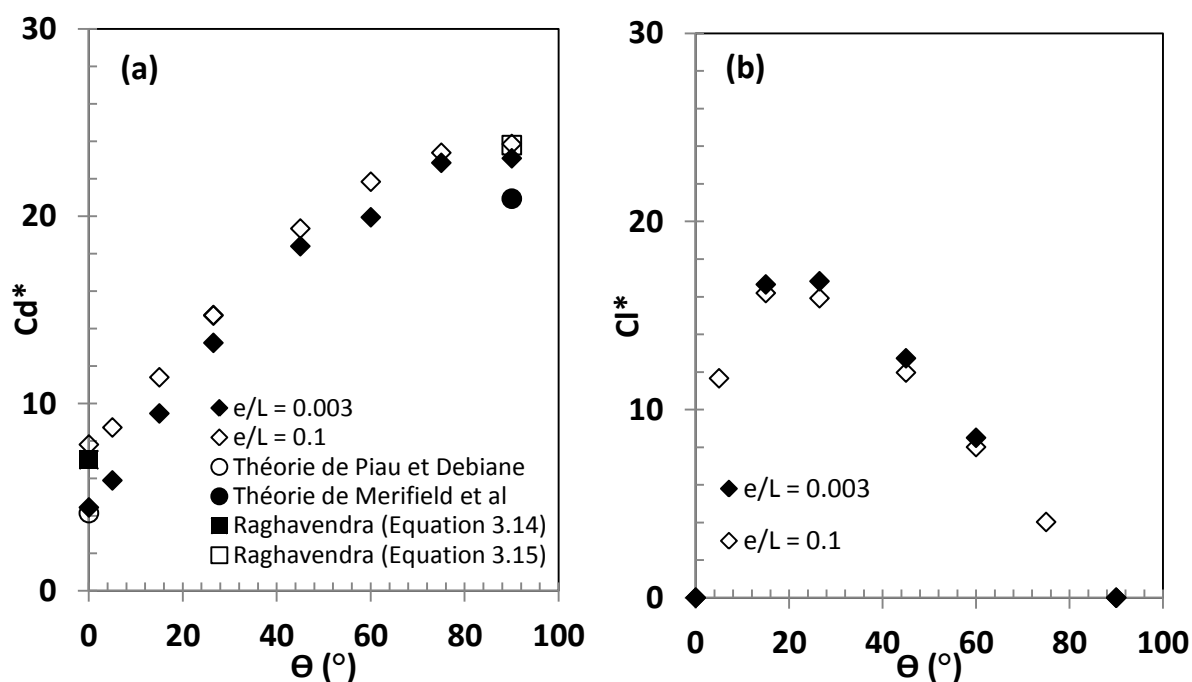 (a)
30
20
10
0
Cd*
e/L = 0.003
e/L = 0.1
Théorie de Piau et Debiane
Théorie de Merifield et al
Raghavendra (Equation 3.14)
Raghavendra (Equation 3.15)
0 20 40 60 80 100
Ɵ (°)
(b)
30
20
10
0
Cl*
e/L = 0.003
e/L = 0.1
0 20 40 60 80 100
Ɵ (°)